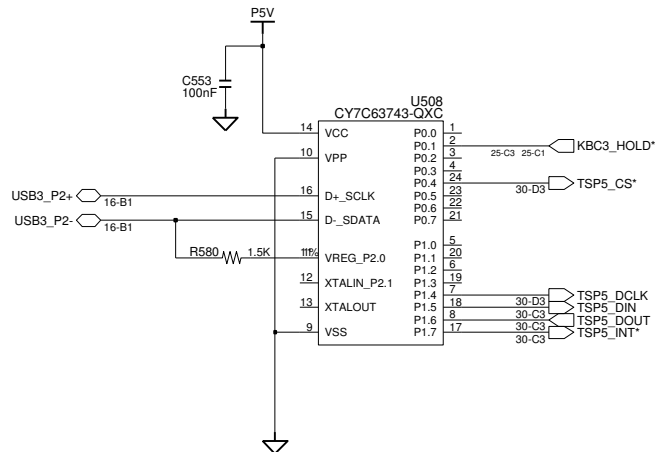 P5V
C553
100nF
U508
CY7C63743-QXC
14 VCC P0.0 1
P0.1 2 25-C3 25-C1 KBC3_HOLD*
10 VPP P0.2 3
P0.3 4
16-B1 USB3_P2+ 16 D+_SCLK P0.4 24 30-D3 TSP5_CS*
P0.5 23
P0.6 22
USB3_P2- 16-B1 15 D-_SDATA P0.7 21
P1.0 5
R580 1.5K 1% VREG_P2.0 P1.1 20
P1.2 6
12 XTALIN_P2.1 P1.3 19
P1.4 7 30-D3 TSP5_DCLK
13 XTALOUT P1.5 18 30-C3 TSP5_DIN
P1.6 8 30-C3 TSP5_DOUT
9 VSS P1.7 17 30-C3 TSP5_INT*